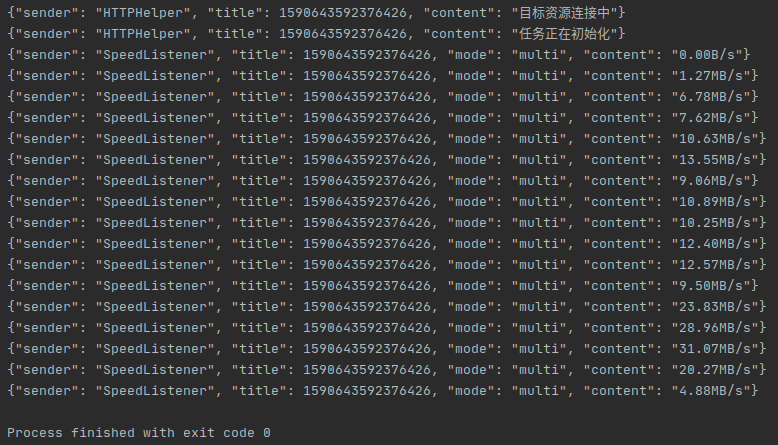 {"sender": "HTTPHelper", "title": 1590643592376426, "content": "目标资源连接中"}
{"sender": "HTTPHelper", "title": 1590643592376426, "content": "任务正在初始化"}
{"sender": "SpeedListener", "title": 1590643592376426, "mode": "multi", "content": "0.00B/s"}
{"sender": "SpeedListener", "title": 1590643592376426, "mode": "multi", "content": "1.27MB/s"}
{"sender": "SpeedListener", "title": 1590643592376426, "mode": "multi", "content": "6.78MB/s"}
{"sender": "SpeedListener", "title": 1590643592376426, "mode": "multi", "content": "7.62MB/s"}
{"sender": "SpeedListener", "title": 1590643592376426, "mode": "multi", "content": "10.63MB/s"}
{"sender": "SpeedListener", "title": 1590643592376426, "mode": "multi", "content": "13.55MB/s"}
{"sender": "SpeedListener", "title": 1590643592376426, "mode": "multi", "content": "9.06MB/s"}
{"sender": "SpeedListener", "title": 1590643592376426, "mode": "multi", "content": "10.89MB/s"}
{"sender": "SpeedListener", "title": 1590643592376426, "mode": "multi", "content": "10.25MB/s"}
{"sender": "SpeedListener", "title": 1590643592376426, "mode": "multi", "content": "12.40MB/s"}
{"sender": "SpeedListener", "title": 1590643592376426, "mode": "multi", "content": "12.57MB/s"}
{"sender": "SpeedListener", "title": 1590643592376426, "mode": "multi", "content": "9.50MB/s"}
{"sender": "SpeedListener", "title": 1590643592376426, "mode": "multi", "content": "23.83MB/s"}
{"sender": "SpeedListener", "title": 1590643592376426, "mode": "multi", "content": "28.96MB/s"}
{"sender": "SpeedListener", "title": 1590643592376426, "mode": "multi", "content": "31.07MB/s"}
{"sender": "SpeedListener", "title": 1590643592376426, "mode": "multi", "content": "20.27MB/s"}
{"sender": "SpeedListener", "title": 1590643592376426, "mode": "multi", "content": "4.88MB/s"}
Process finished with exit code 0